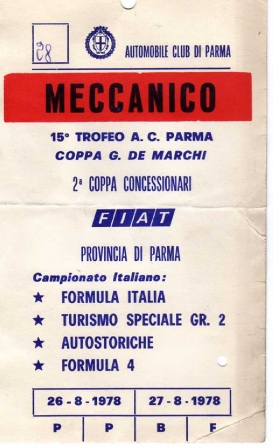 28
AUTOMOBILE CLUB DI PARMA
MECCANICO
15° TROFEO A. C. PARMA
COPPA G. DE MARCHI
2ª COPPA CONCESSIONARI
FIAT
PROVINCIA DI PARMA
Campionato Italiano:
★ FORMULA ITALIA
★ TURISMO SPECIALE GR. 2
★ AUTOSTORICHE
★ FORMULA 4
26-8-1978 27-8-1978
P P B F